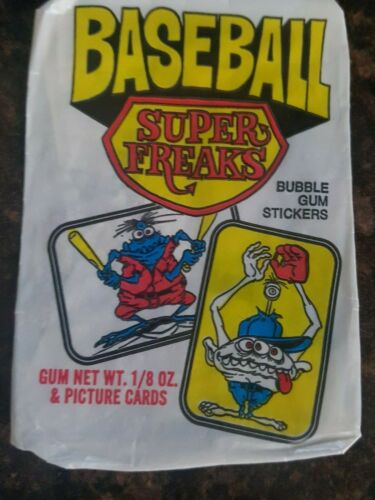 BASEBALL
SUPER-
FREAKS
BUBBLE
GUM
STICKERS
GUM NET WT. 1/8 OZ.
& PICTURE CARDS